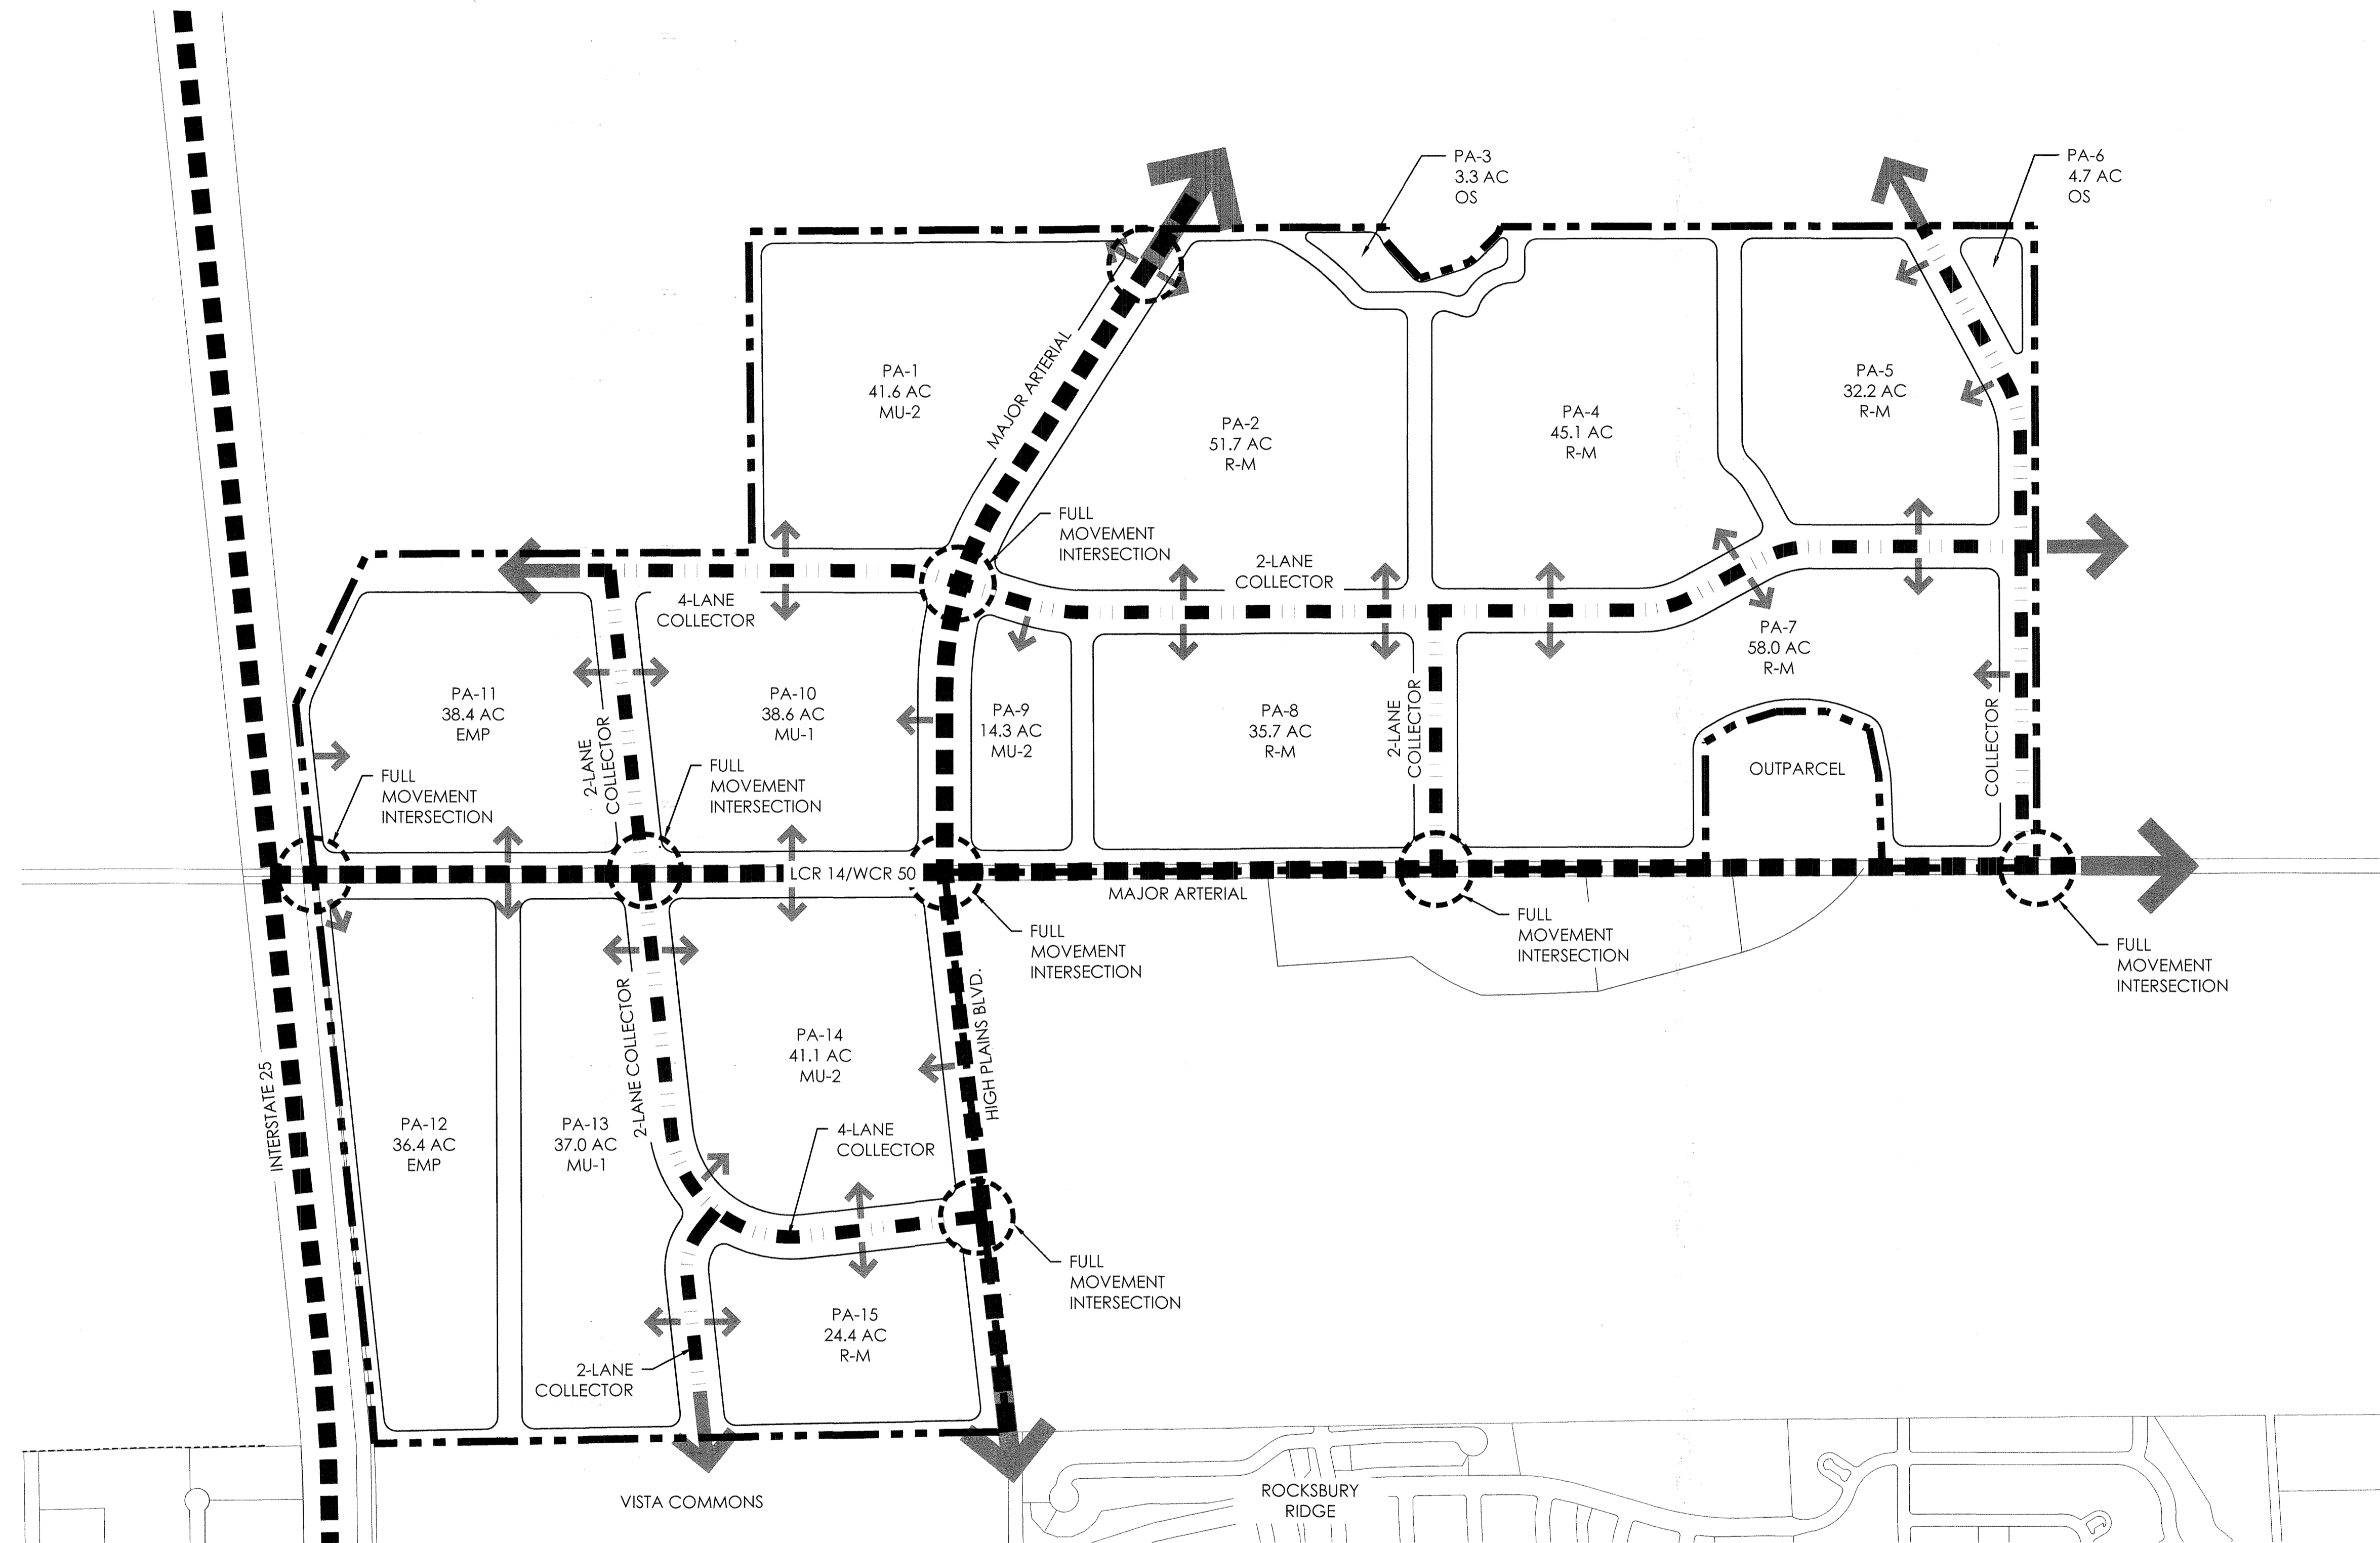 PA-3
3.3 AC
OS
PA-6
4.7 AC
OS
PA-1
41.6 AC
MU-2
MAJOR ARTERIAL
PA-2
51.7 AC
R-M
PA-4
45.1 AC
R-M
PA-5
32.2 AC
R-M
FULL
MOVEMENT
INTERSECTION
2-LANE
COLLECTOR
4-LANE
COLLECTOR
PA-7
58.0 AC
R-M
PA-11
38.4 AC
EMP
2-LANE
COLLECTOR
PA-10
38.6 AC
MU-1
PA-9
14.3 AC
MU-2
PA-8
35.7 AC
R-M
2-LANE
COLLECTOR
OUTPARCEL
COLLECTOR
FULL
MOVEMENT
INTERSECTION
FULL
MOVEMENT
INTERSECTION
LCR 14/WCR 50
MAJOR ARTERIAL
FULL
MOVEMENT
INTERSECTION
FULL
MOVEMENT
INTERSECTION
FULL
MOVEMENT
INTERSECTION
INTERSTATE 25
PA-12
36.4 AC
EMP
PA-13
37.0 AC
MU-1
2-LANE COLLECTOR
PA-14
41.1 AC
MU-2
HIGH PLAINS BLVD.
4-LANE
COLLECTOR
FULL
MOVEMENT
INTERSECTION
PA-15
24.4 AC
R-M
2-LANE
COLLECTOR
VISTA COMMONS
ROCKSBURY
RIDGE